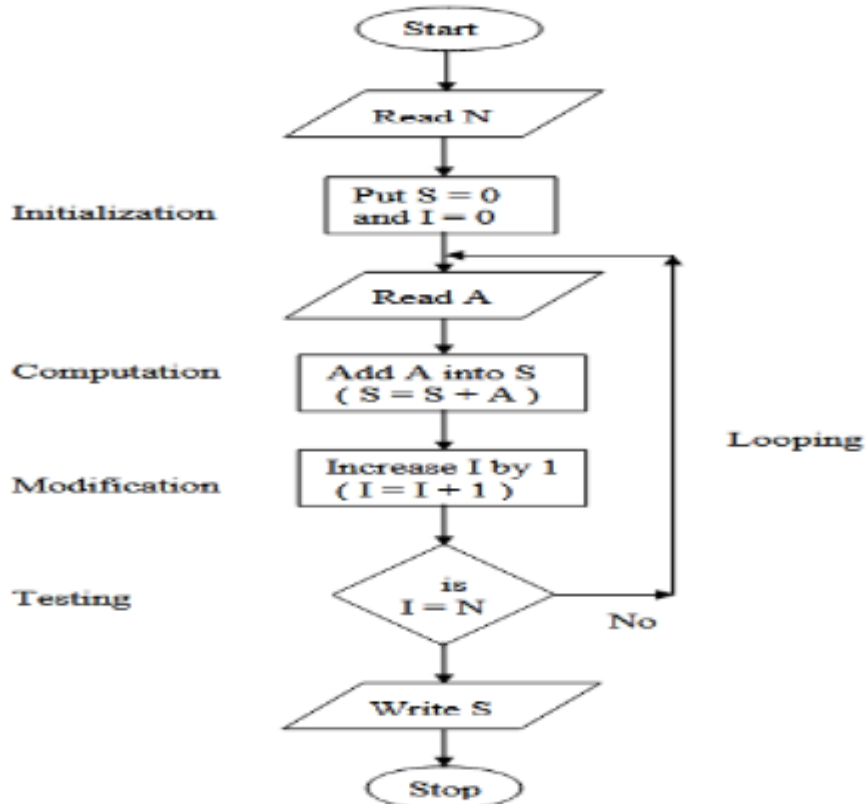 Start
Read N
Initialization
Put S = 0
and I = 0
Read A
Computation
Add A into S
( S = S + A )
Looping
Modification
Increase I by 1
( I = I + 1 )
Testing
is
I = N
No
Write S
Stop